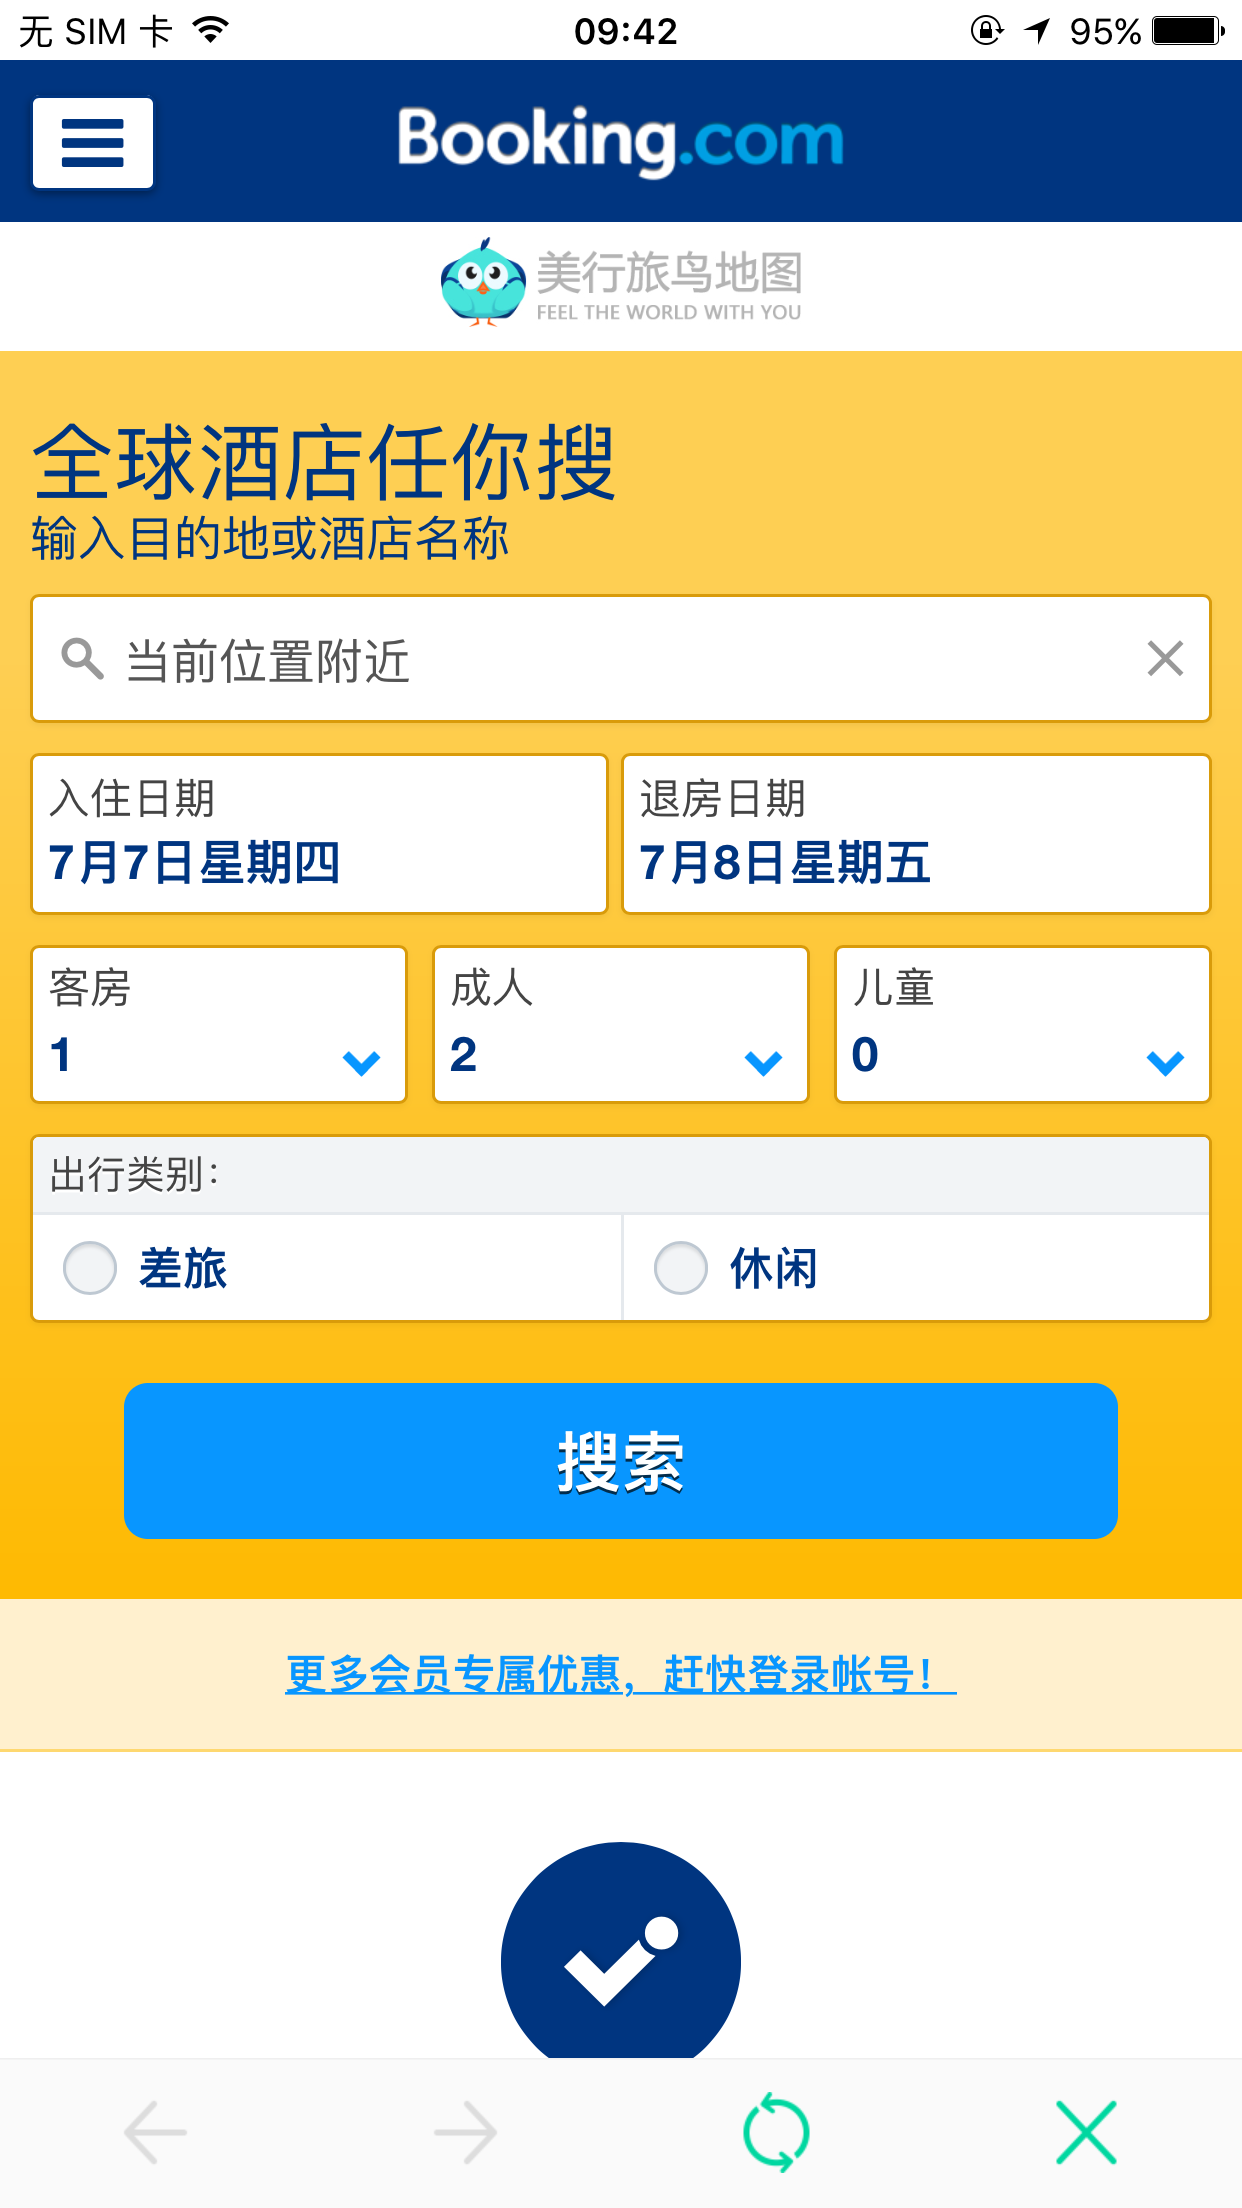 无 SIM 卡 09:42 95%
Booking.com
美行旅鸟地图
FEEL THE WORLD WITH YOU
全球酒店任你搜
输入目的地或酒店名称
当前位置附近
入住日期 退房日期
7月7日星期四 7月8日星期五
客房 成人 儿童
1 2 0
出行类别:
差旅 休闲
搜索
更多会员专属优惠，赶快登录帐号！